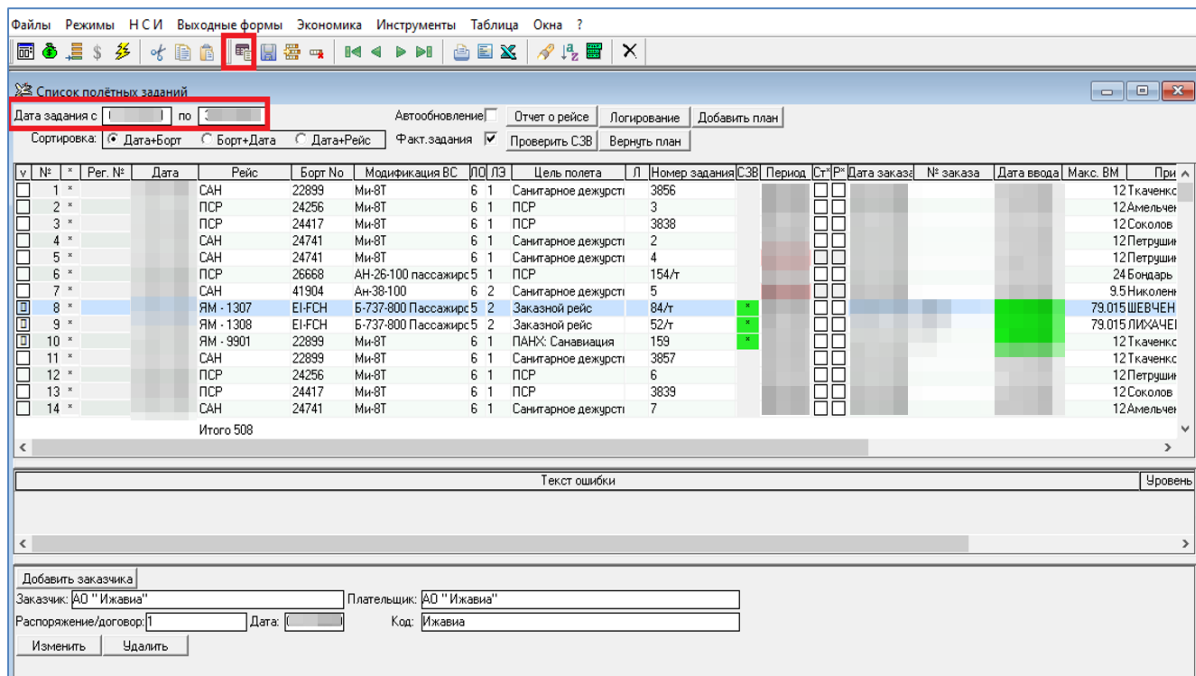 Файлы Режимы Н С И Выходные формы Экономика Инструменты Таблица Окна ?
Список полётных заданий
Дата задания с по Автообновление Отчет о рейсе Логирование Добавить план
Сортировка: Дата+Борт Борт+Дата Дата+Рейс Факт.задания Проверить СЗВ Вернуть план
v № * Рег. № Дата Рейс Борт No Модификация ВС ЛО ЛЗ Цель полета Л Номер задания СЗВ Период Ст* Р* Дата заказа № заказа Дата ввода Макс. ВМ При
1 * САН 22899 Ми-8Т 6 1 Санитарное дежурст 3856 12 Ткаченкс
2 * ПСР 24256 Ми-8Т 6 1 ПСР 3 12 Амельчен
3 * ПСР 24417 Ми-8Т 6 1 ПСР 3838 12 Соколов
4 * САН 24741 Ми-8Т 6 1 Санитарное дежурст 2 12 Петрушин
5 * САН 24741 Ми-8Т 6 1 Санитарное дежурст 4 12 Петрушин
6 * ПСР 26668 АН-26-100 пассажирс 5 1 ПСР 154/т 24 Бондарь
7 * САН 41904 Ан-38-100 6 2 Санитарное дежурст 5 9.5 Николенк
8 * ЯМ - 1307 EI-FCH Б-737-800 Пассажирс 5 2 Заказной рейс 84/т * 79.015 ШЕВЧЕН
9 * ЯМ - 1308 EI-FCH Б-737-800 Пассажирс 5 2 Заказной рейс 52/т * 79.015 ЛИХАЧЕ
10 * ЯМ - 9901 22899 Ми-8Т 6 1 ПАНХ: Санавиация 159 * 12 Ткаченкс
11 * САН 22899 Ми-8Т 6 1 Санитарное дежурст 3857 12 Ткаченкс
12 * ПСР 24256 Ми-8Т 6 1 ПСР 6 12 Петрушин
13 * ПСР 24417 Ми-8Т 6 1 ПСР 3839 12 Соколов
14 * САН 24741 Ми-8Т 6 1 Санитарное дежурст 7 12 Амельчен
Итого 508
Текст ошибки Уровень
Добавить заказчика
Заказчик: АО "Ижавиа" Плательщик: АО "Ижавиа"
Распоряжение/договор: 1 Дата: Код: Ижавиа
Изменить Удалить